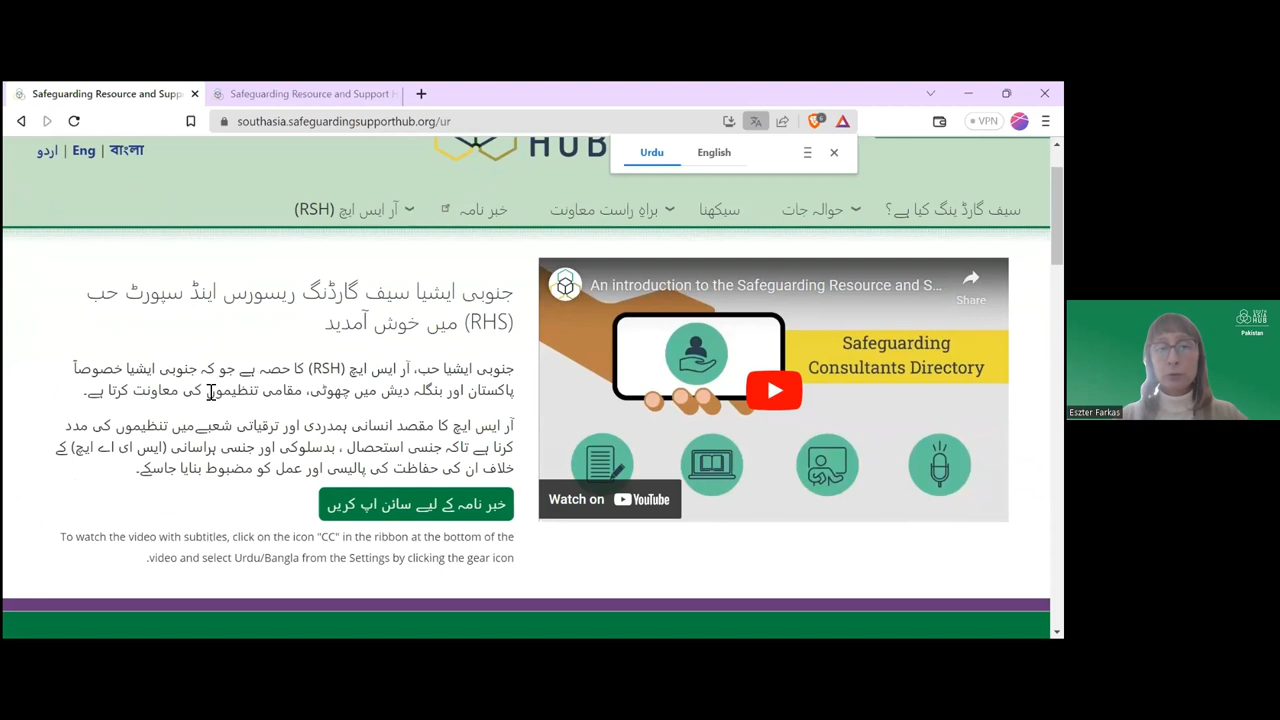 Safeguarding Resource and Supp
Safeguarding Resource and Support H
southasia.safeguardingsupporthub.org/ur
VPN
اردو | Eng | বাংলা
HUB
Urdu
English
سیف گارڈ ینگ کیا ہے؟
حوالہ جات
سیکھنا
براہِ راست معاونت
خبر نامہ
آر ایس ایچ (RSH)
جنوبی ایشیا سیف گارڈنگ ریسورس اینڈ سپورٹ حب
(RHS) میں خوش آمدید
جنوبی ایشیا حب، آر ایس ایچ (RSH) کا حصہ ہے جو کہ جنوبی ایشیا خصوصاً
پاکستان اور بنگلہ دیش میں چھوٹی، مقامی تنظیموں کی معاونت کرتا ہے۔
آر ایس ایچ کا مقصد انسانی ہمدردی اور ترقیاتی شعبےمیں تنظیموں کی مدد
کرنا ہے تاکہ جنسی استحصال ، بدسلوکی اور جنسی ہراسانی (ایس ای اے ایچ) کے
خلاف ان کی حفاظت کی پالیسی اور عمل کو مضبوط بنایا جاسکے۔
خبر نامہ کے لیے سائن اپ کریں
To watch the video with subtitles, click on the icon "CC" in the ribbon at the bottom of the
.video and select Urdu/Bangla from the Settings by clicking the gear icon
An introduction to the Safeguarding Resource and S...
Share
Safeguarding
Consultants Directory
Watch on YouTube
HUB
Pakistan
Eszter Farkas